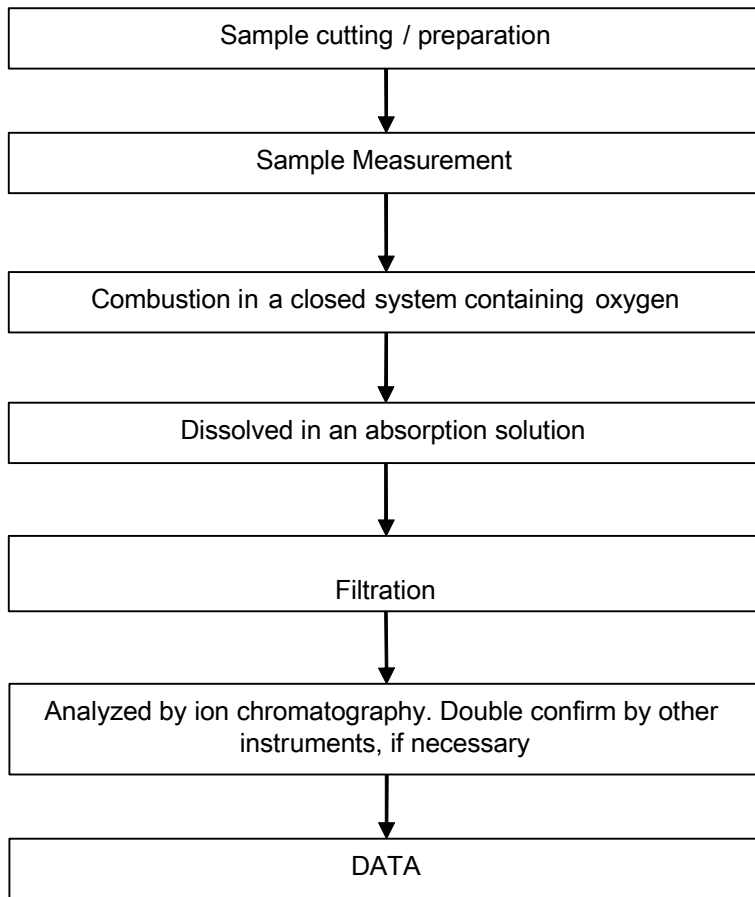 Sample cutting / preparation
Sample Measurement
Combustion in a closed system containing oxygen
Dissolved in an absorption solution
Filtration
Analyzed by ion chromatography. Double confirm by other
instruments, if necessary
DATA